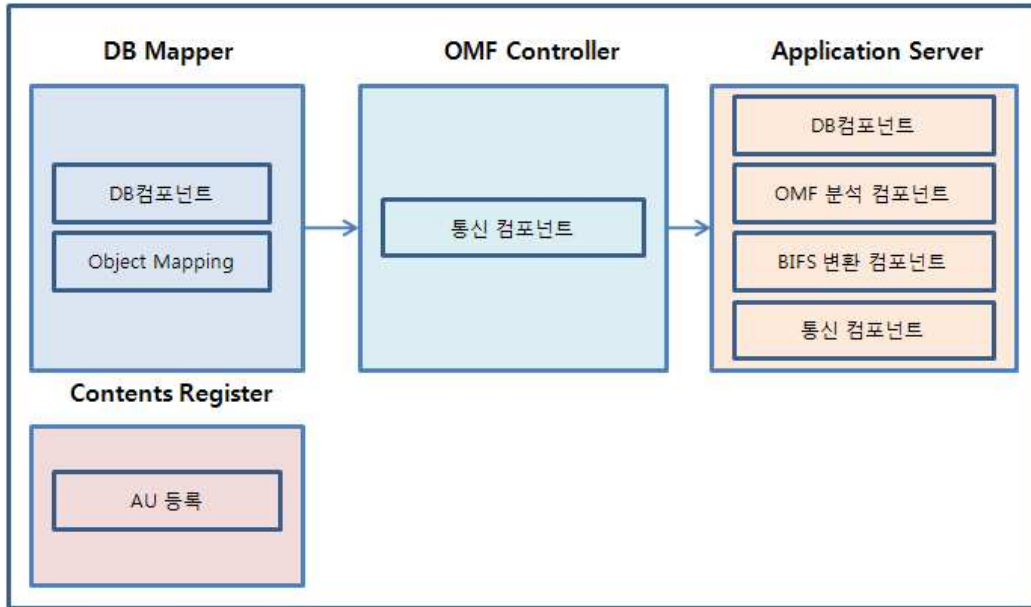 DB Mapper
OMF Controller
Application Server
DB컴포넌트
Object Mapping
통신 컴포넌트
DB컴포넌트
OMF 분석 컴포넌트
BIFS 변환 컴포넌트
통신 컴포넌트
Contents Register
AU 등록